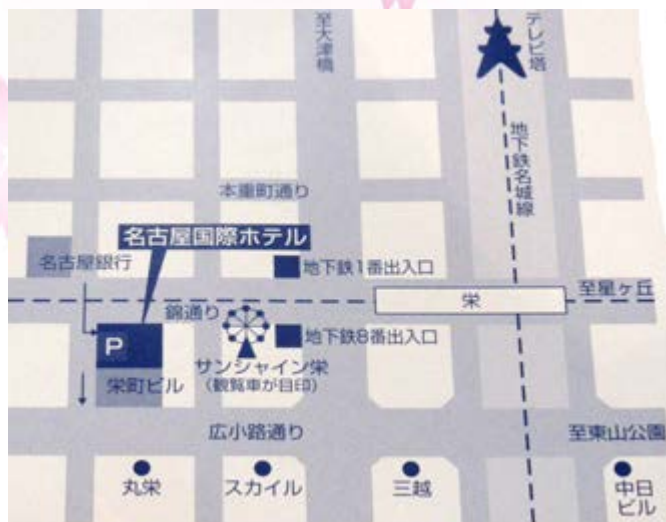 至大津橋
テレビ塔
地下鉄名城線
本重町通り
名古屋国際ホテル
名古屋銀行
地下鉄1番出入口
至星ヶ丘
栄
錦通り
P
地下鉄8番出入口
サンシャイン栄
(観覧車が目印)
栄町ビル
広小路通り
至東山公園
丸栄
スカイル
三越
中日
ビル